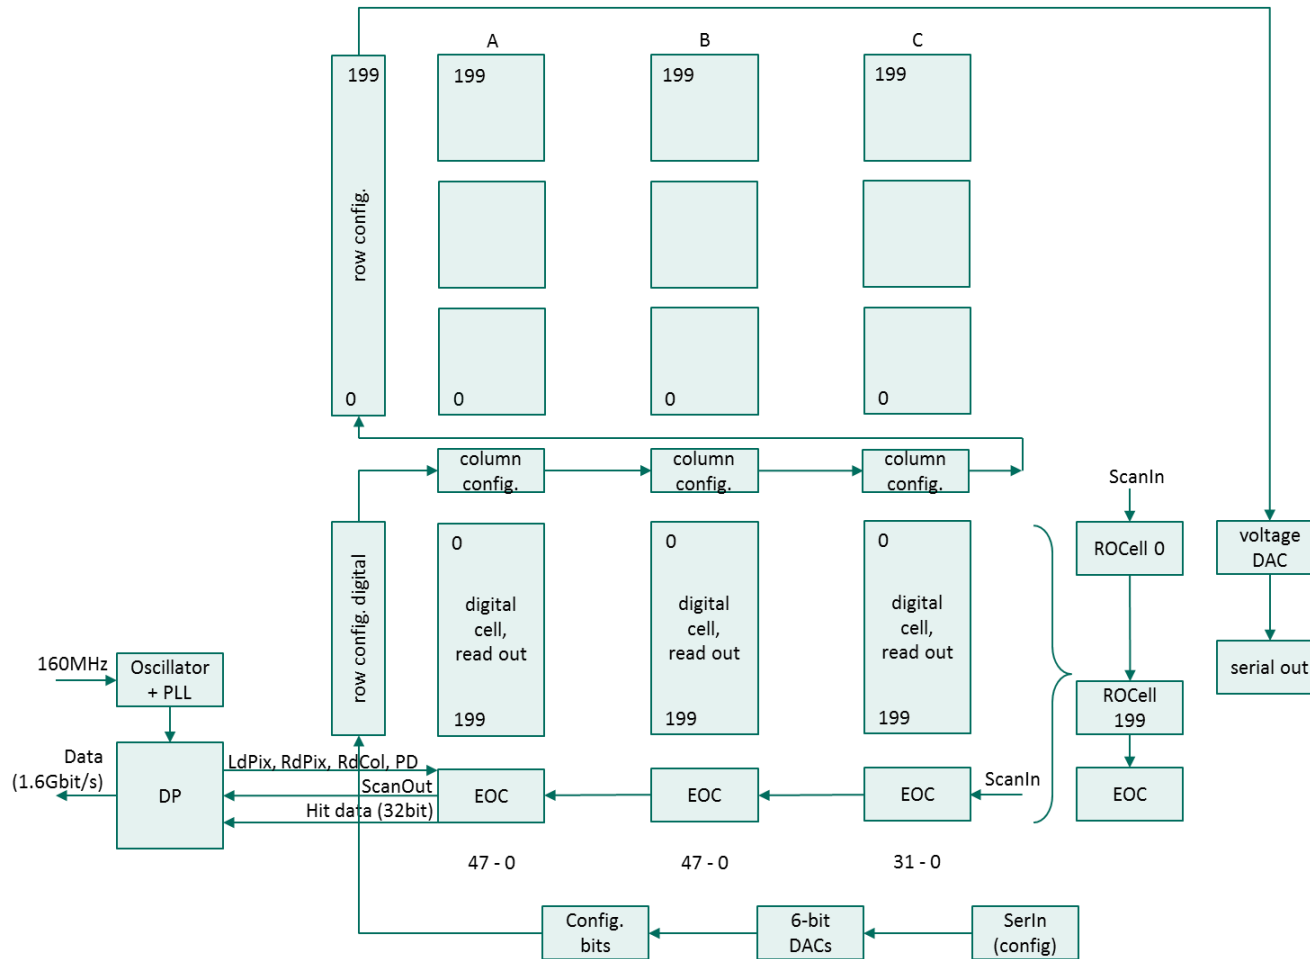 A
B
C
199
199
199
199
row config.
0
0
0
0
column
config.
column
config.
column
config.
ScanIn
row config. digital
0
digital
cell,
read out
199
0
digital
cell,
read out
199
0
digital
cell,
read out
199
ROCell 0
voltage
DAC
ROCell
199
serial out
160MHz
Oscillator
+ PLL
Data
(1.6Gbit/s)
DP
LdPix, RdPix, RdCol, PD
ScanOut
Hit data (32bit)
EOC
EOC
EOC
ScanIn
EOC
47 - 0
47 - 0
31 - 0
Config.
bits
6-bit
DACs
SerIn
(config)